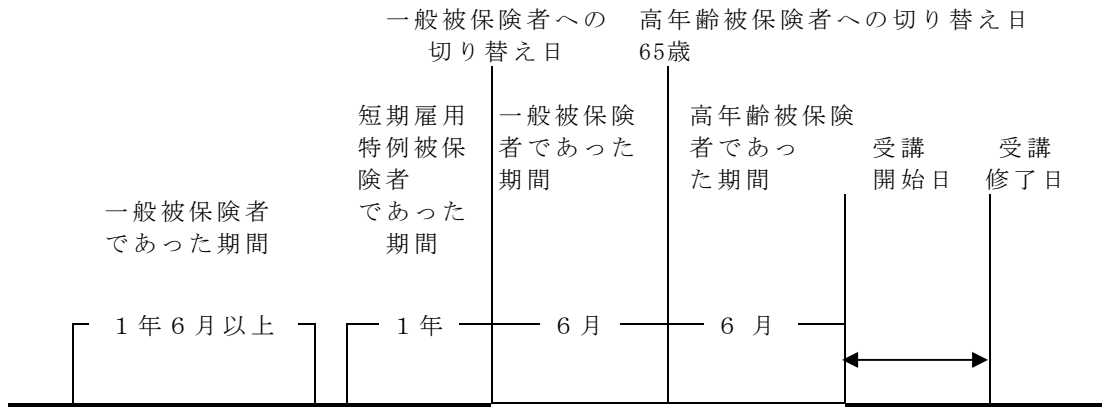 一般被保険者への
切り替え日
高年齢被保険者への切り替え日
65歳
短期雇用
特例被保
険者
であった
期間
一般被保険
者であった
期間
高年齢被保険
者であっ
た期間
受講
開始日
受講
修了日
一般被保険者
であった期間
１年６月以上
１年
６月
６月